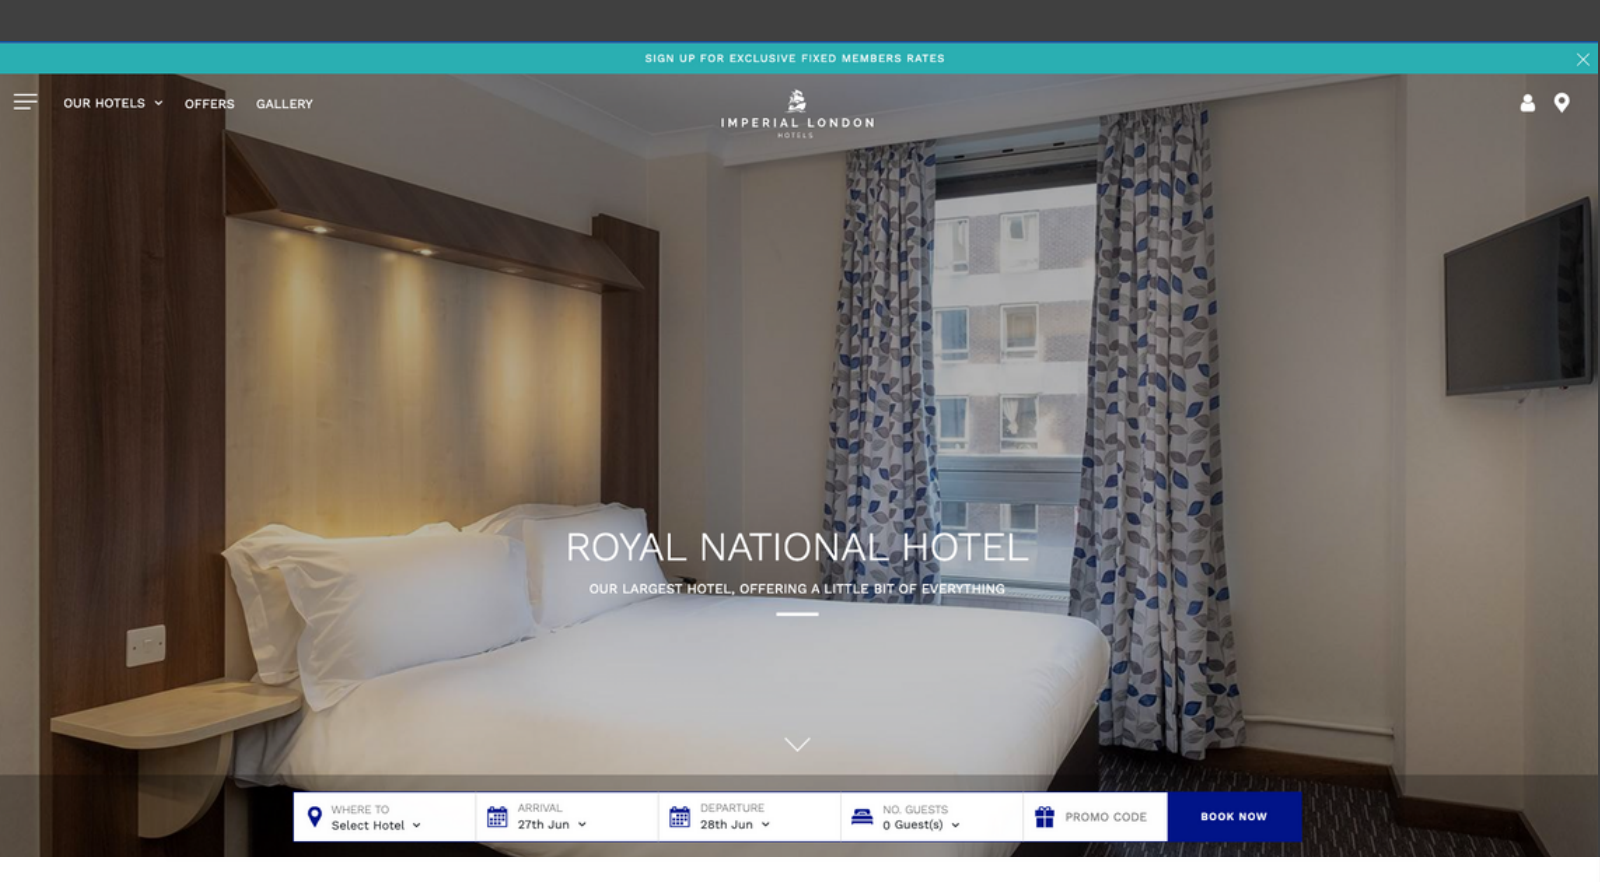 SIGN UP FOR EXCLUSIVE FIXED MEMBERS RATES
OUR HOTELS OFFERS GALLERY
IMPERIAL LONDON
HOTELS
ROYAL NATIONAL HOTEL
OUR LARGEST HOTEL, OFFERING A LITTLE BIT OF EVERYTHING
WHERE TO
Select Hotel
ARRIVAL
27th Jun
DEPARTURE
28th Jun
NO. GUESTS
0 Guest(s)
PROMO CODE
BOOK NOW